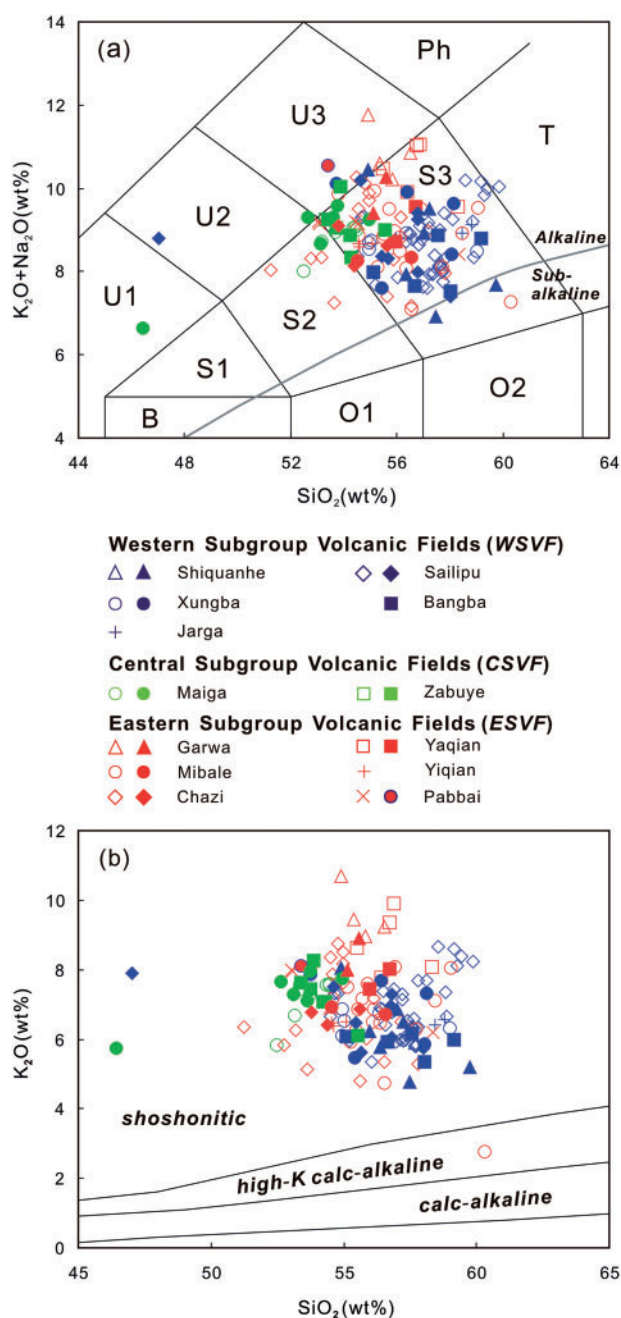 14
(a)
Ph
12
U3
T
10
S3
U2
Alkaline
8
Sub-
alkaline
U1
S2
6
S1
O2
O1
B
4
44 48 52 56 60 64
K₂O+Na₂O(wt%)
SiO₂(wt%)
Western Subgroup Volcanic Fields (WSVF)
Shiquanhe Sailipu
Xungba Bangba
Jarga
Central Subgroup Volcanic Fields (CSVF)
Maiga Zabuye
Eastern Subgroup Volcanic Fields (ESVF)
Garwa Yaqian
Mibale Yiqian
Chazi Pabbai
12
(b)
10
8
6
4
shoshonitic
high-K calc-alkaline
2
calc-alkaline
0
45 50 55 60 65
K₂O(wt%)
SiO₂(wt%)